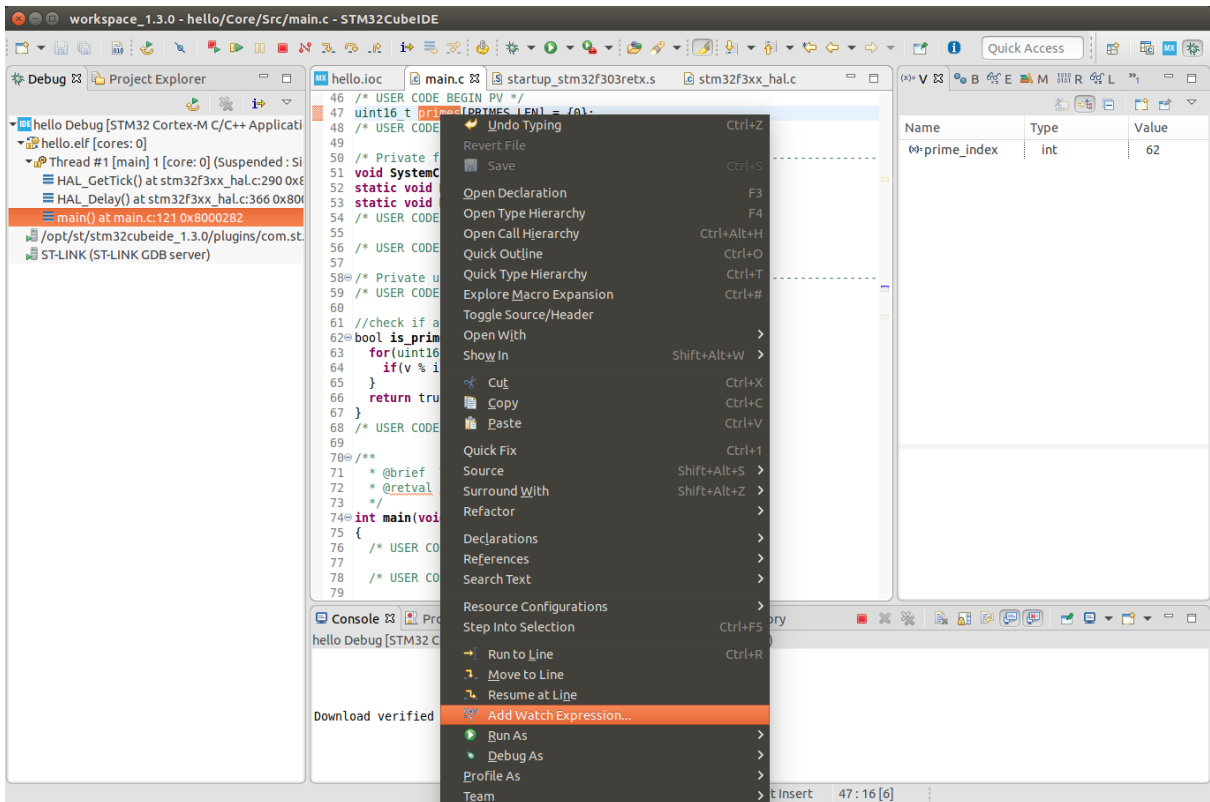 workspace_1.3.0 - hello/Core/Src/main.c - STM32CubeIDE
Quick Access
Debug Project Explorer
hello Debug [STM32 Cortex-M C/C++ Applicati
hello.elf [cores: 0]
Thread #1 [main] 1 [core: 0] (Suspended : Si
HAL_GetTick() at stm32f3xx_hal.c:290 0x8
HAL_Delay() at stm32f3xx_hal.c:366 0x800
main() at main.c:121 0x8000282
/opt/st/stm32cubeide_1.3.0/plugins/com.st.
ST-LINK (ST-LINK GDB server)
hello.ioc main.c startup_stm32f303retx.s stm32f3xx_hal.c
46 /* USER CODE BEGIN PV */
47 uint16_t primes[PRIMES_LEN] = {0};
48 /* USER CODE
49
50 /* Private f
51 void SystemC
52 static void
53 static void
54 /* USER CODE
55
56 /* USER CODE
57
58 /* Private u
59 /* USER CODE
60
61 //check if a
62 bool is_prim
63 for(uint16
64 if(v % i
65 }
66 return tru
67 }
68 /* USER CODE
69
70 /**
71 * @brief
72 * @retval
73 */
74 int main(voi
75 {
76 /* USER CO
77
78 /* USER CO
79
Undo Typing Ctrl+Z
Revert File
Save Ctrl+S
Open Declaration F3
Open Type Hierarchy F4
Open Call Hierarchy Ctrl+Alt+H
Quick Outline Ctrl+O
Quick Type Hierarchy Ctrl+T
Explore Macro Expansion Ctrl+#
Toggle Source/Header
Open With
Show In Shift+Alt+W
Cut Ctrl+X
Copy Ctrl+C
Paste Ctrl+V
Quick Fix Ctrl+1
Source Shift+Alt+S
Surround With Shift+Alt+Z
Refactor
Declarations
References
Search Text
Resource Configurations
Step Into Selection Ctrl+F5
Run to Line Ctrl+R
Move to Line
Resume at Line
Add Watch Expression...
Run As
Debug As
Profile As
Team
(x)= V B E M R L
Name Type Value
(x)= prime_index int 62
Console Pro ory
hello Debug [STM32 C
Download verified
t Insert 47 : 16 [6]